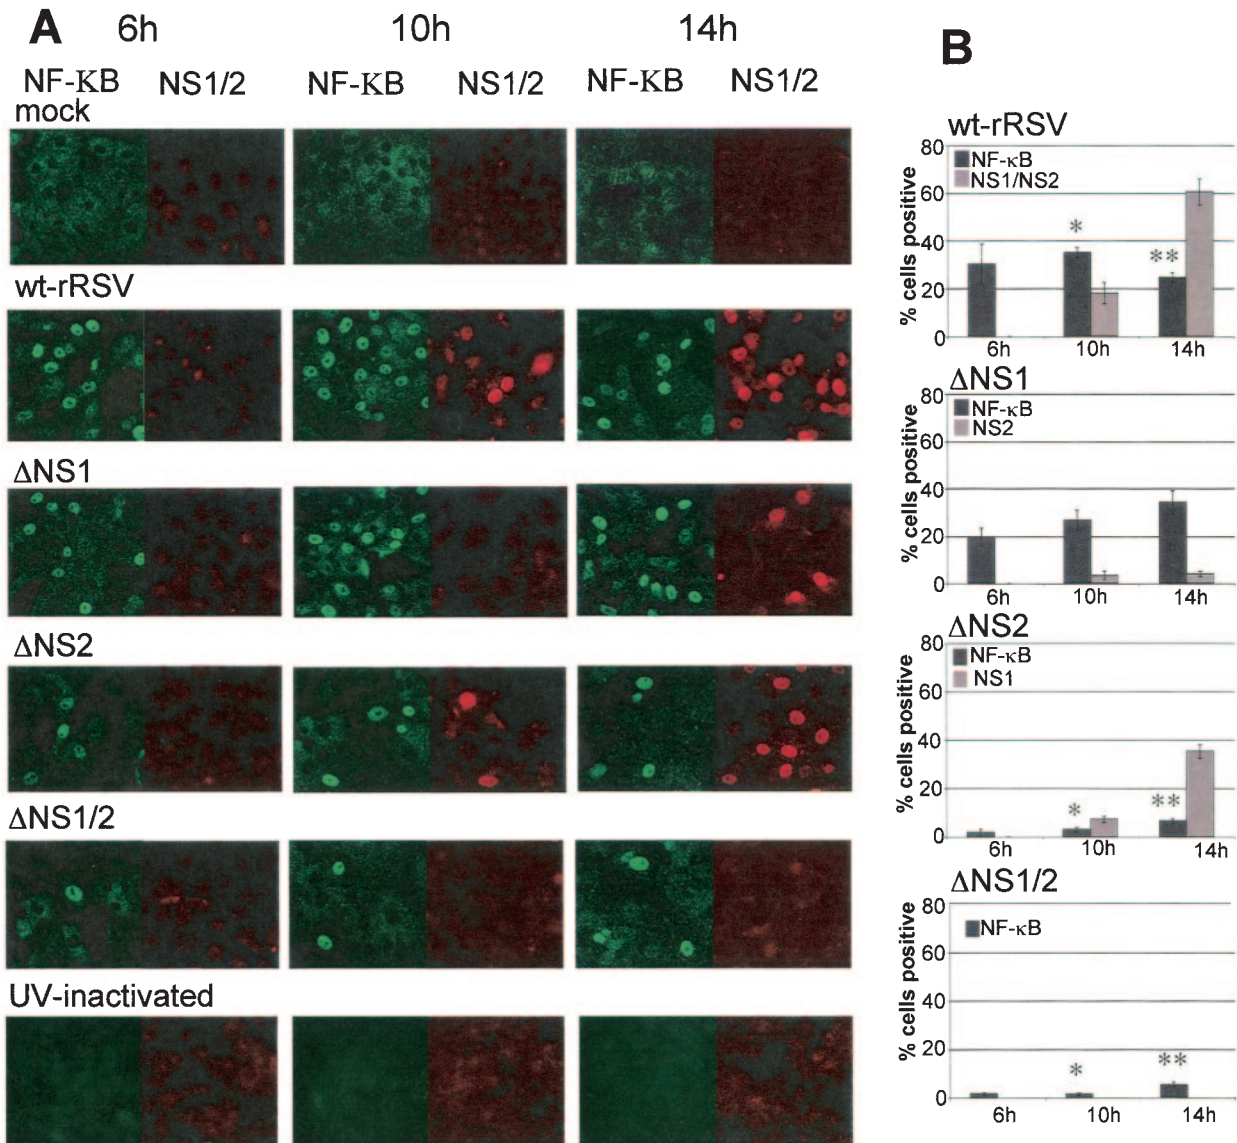 A
6h 10h 14h
NF-KB NS1/2 NF-KB NS1/2 NF-KB NS1/2
mock
wt-rRSV
ΔNS1
ΔNS2
ΔNS1/2
UV-inactivated
B
wt-rRSV
% cells positive
80
60
40
20
0
NF-κB
NS1/NS2
*
**
6h 10h 14h
ΔNS1
% cells positive
80
60
40
20
0
NF-κB
NS2
6h 10h 14h
ΔNS2
% cells positive
80
60
40
20
0
NF-κB
NS1
*
**
6h 10h 14h
ΔNS1/2
% cells positive
80
60
40
20
0
NF-κB
*
**
6h 10h 14h